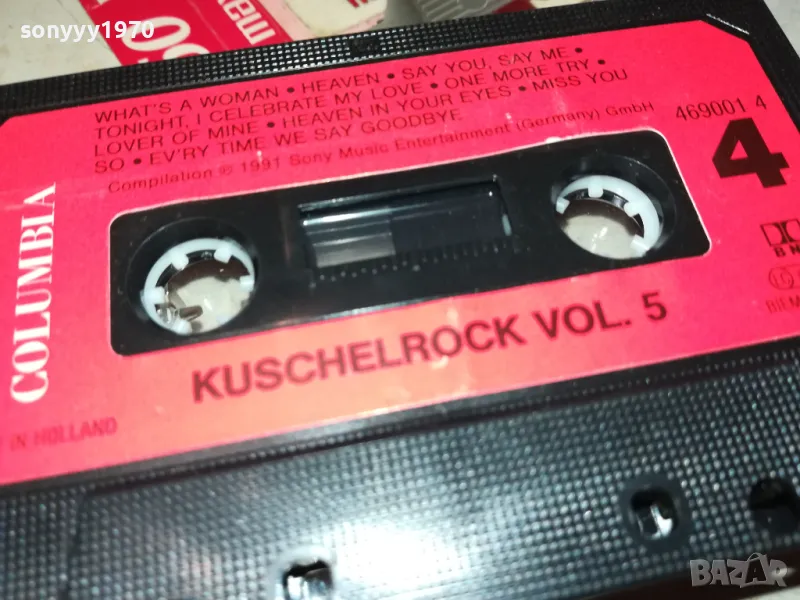 sonyyy1970
WHAT'S A WOMAN • HEAVEN • SAY YOU, SAY ME •
TONIGHT, I CELEBRATE MY LOVE • ONE MORE TRY •
LOVER OF MINE • HEAVEN IN YOUR EYES • MISS YOU
SO • EV'RY TIME WE SAY GOODBYE
Compilation ℗ 1991 Sony Music Entertainment (Germany) GmbH
469001 4
4
COLUMBIA
KUSCHELROCK VOL. 5
IN HOLLAND
BAZAR